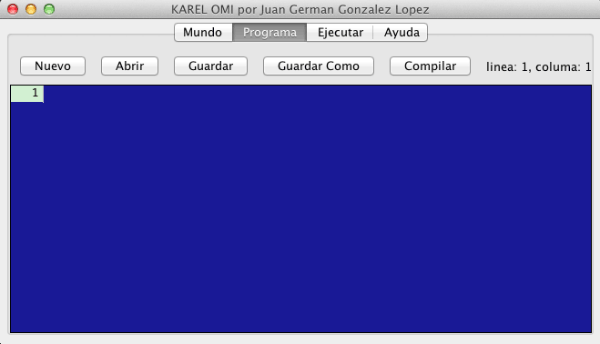 KAREL OMI por Juan German Gonzalez Lopez
Mundo Programa Ejecutar Ayuda
Nuevo Abrir Guardar Guardar Como Compilar linea: 1, columa: 1
1